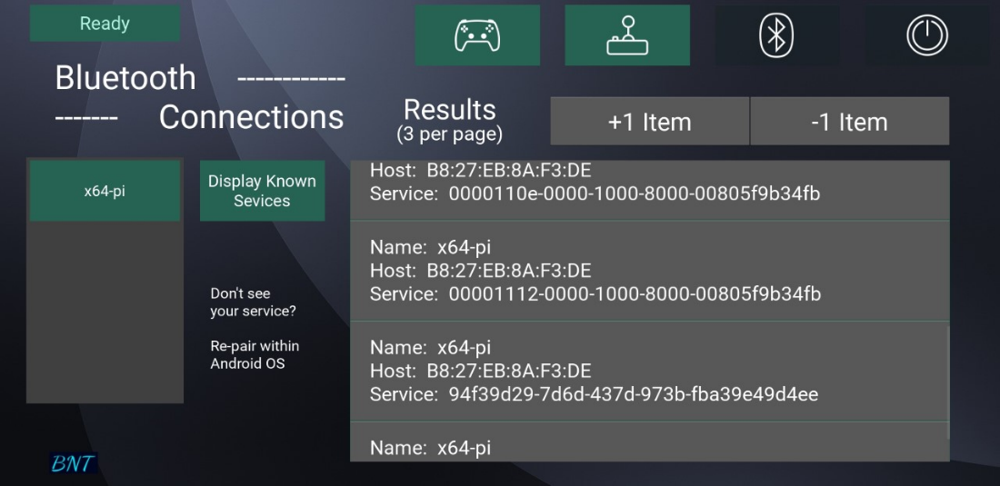 Ready
Bluetooth ------------
------- Connections
Results
(3 per page)
+1 Item
-1 Item
x64-pi
Display Known
Sevices
Don't see
your service?
Re-pair within
Android OS
Host: B8:27:EB:8A:F3:DE
Service: 0000110e-0000-1000-8000-00805f9b34fb
Name: x64-pi
Host: B8:27:EB:8A:F3:DE
Service: 00001112-0000-1000-8000-00805f9b34fb
Name: x64-pi
Host: B8:27:EB:8A:F3:DE
Service: 94f39d29-7d6d-437d-973b-fba39e49d4ee
Name: x64-pi
BNT